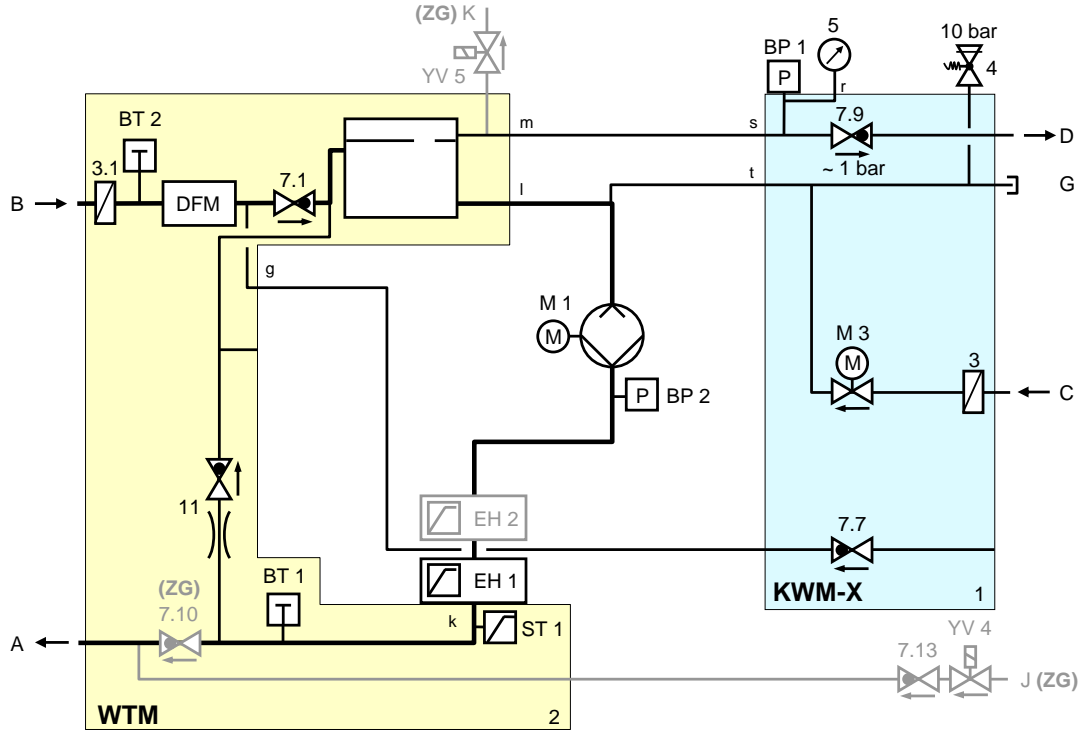 (ZG) K
5
10 bar
BP 1
P
4
YV 5
r
BT 2
m
s
7.9
D
3.1
7.1
~ 1 bar
t
G
B
DFM
l
g
M 1
M
M 3
M
3
P
BP 2
C
11
EH 2
7.7
BT 1
EH 1
(ZG)
7.10
KWM-X
1
k
ST 1
YV 4
A
7.13
J (ZG)
WTM
2